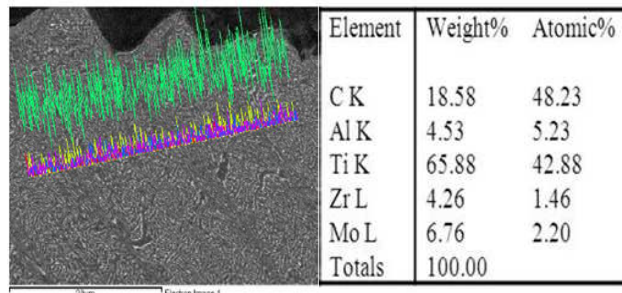 Element Weight% Atomic%
C K 18.58 48.23
Al K 4.53 5.23
Ti K 65.88 42.88
Zr L 4.26 1.46
Mo L 6.76 2.20
Totals 100.00
Electron Image 1